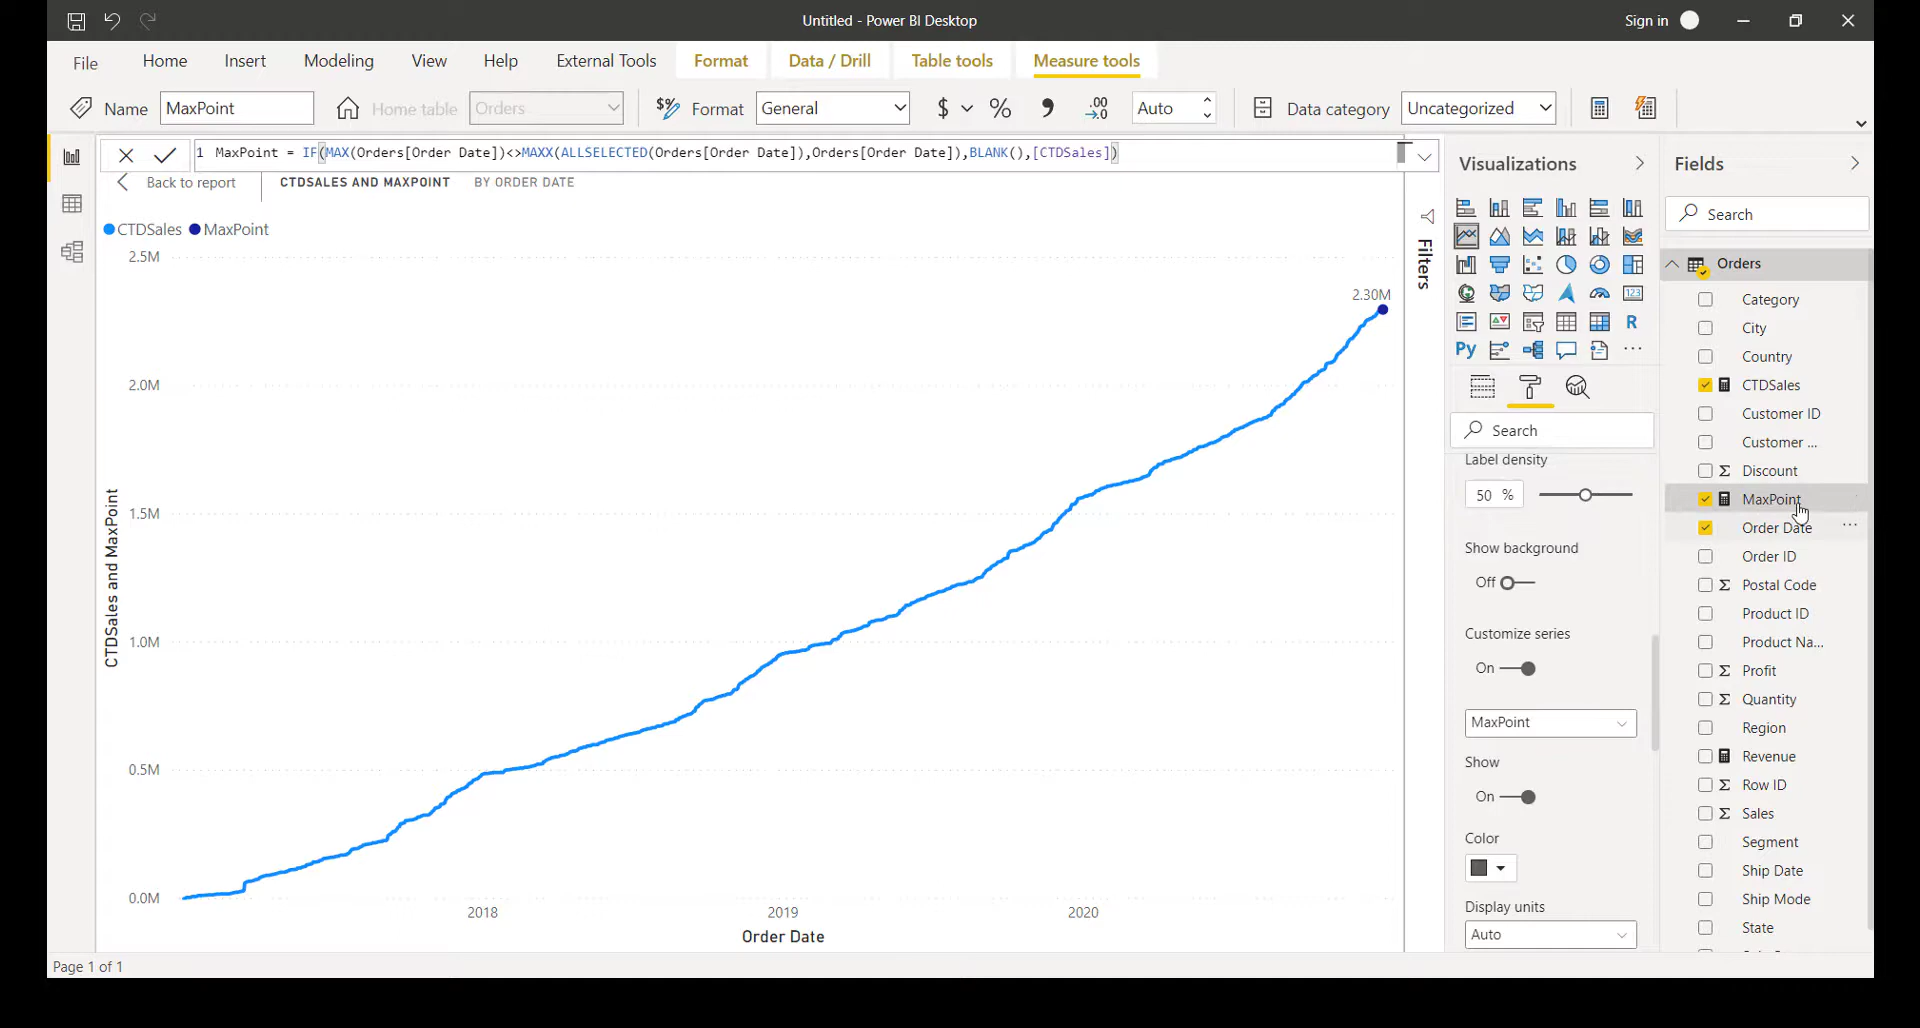 Untitled - Power BI Desktop
Sign in
File
Home
Insert
Modeling
View
Help
External Tools
Format
Data / Drill
Table tools
Measure tools
Name
MaxPoint
Home table
Orders
Format
General
$
%
Auto
Data category
Uncategorized
1 MaxPoint = IF(MAX(Orders[Order Date])<>MAXX(ALLSELECTED(Orders[Order Date]),Orders[Order Date]),BLANK(),[CTDSales])
Back to report
CTDSALES AND MAXPOINT
BY ORDER DATE
CTDSales
MaxPoint
2.5M
2.0M
1.5M
1.0M
0.5M
0.0M
2.30M
CTDSales and MaxPoint
2018
2019
2020
Order Date
Filters
Visualizations
123
R
Py
Search
Label density
50 %
Show background
Off
Customize series
On
MaxPoint
Show
On
Color
Display units
Auto
Fields
Search
Orders
Category
City
Country
CTDSales
Customer ID
Customer ...
Discount
MaxPoint
Order Date
Order ID
Postal Code
Product ID
Product Na...
Profit
Quantity
Region
Revenue
Row ID
Sales
Segment
Ship Date
Ship Mode
State
Page 1 of 1